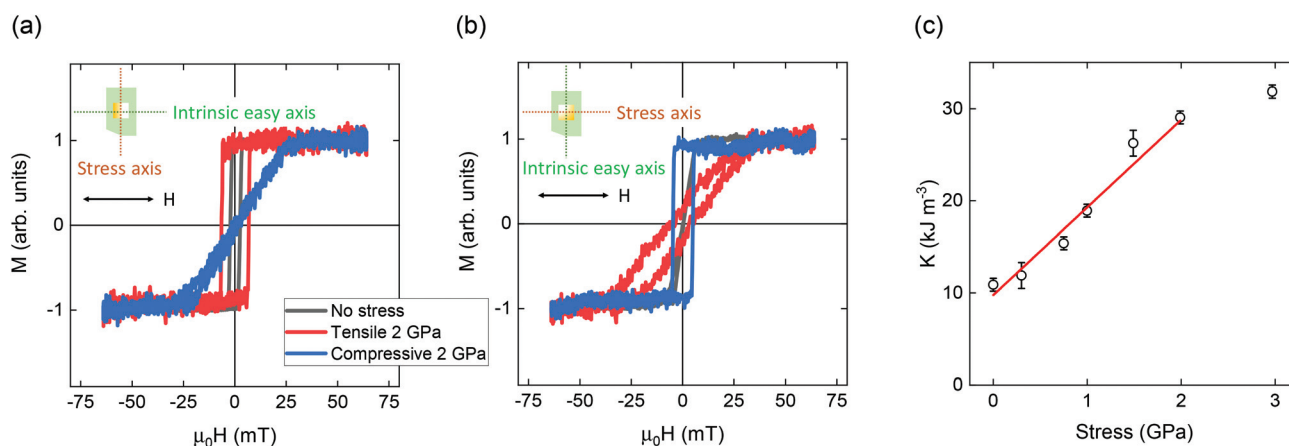 (a)
(b)
(c)
Intrinsic easy axis
Stress axis
H
M (arb. units)
1
0
-1
-75 -50 -25 0 25 50 75
μ₀H (mT)
No stress
Tensile 2 GPa
Compressive 2 GPa
Stress axis
Intrinsic easy axis
H
M (arb. units)
1
0
-1
-75 -50 -25 0 25 50 75
μ₀H (mT)
K (kJ m⁻³)
30
20
10
0
0 1 2 3
Stress (GPa)